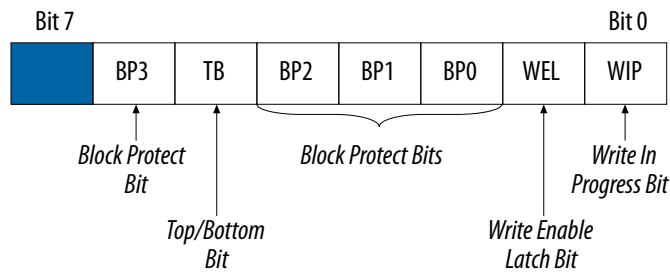 Bit 7 Bit 0
BP3 TB BP2 BP1 BP0 WEL WIP
Block Protect
Bit
Block Protect Bits
Write In
Progress Bit
Top/Bottom
Bit
Write Enable
Latch Bit